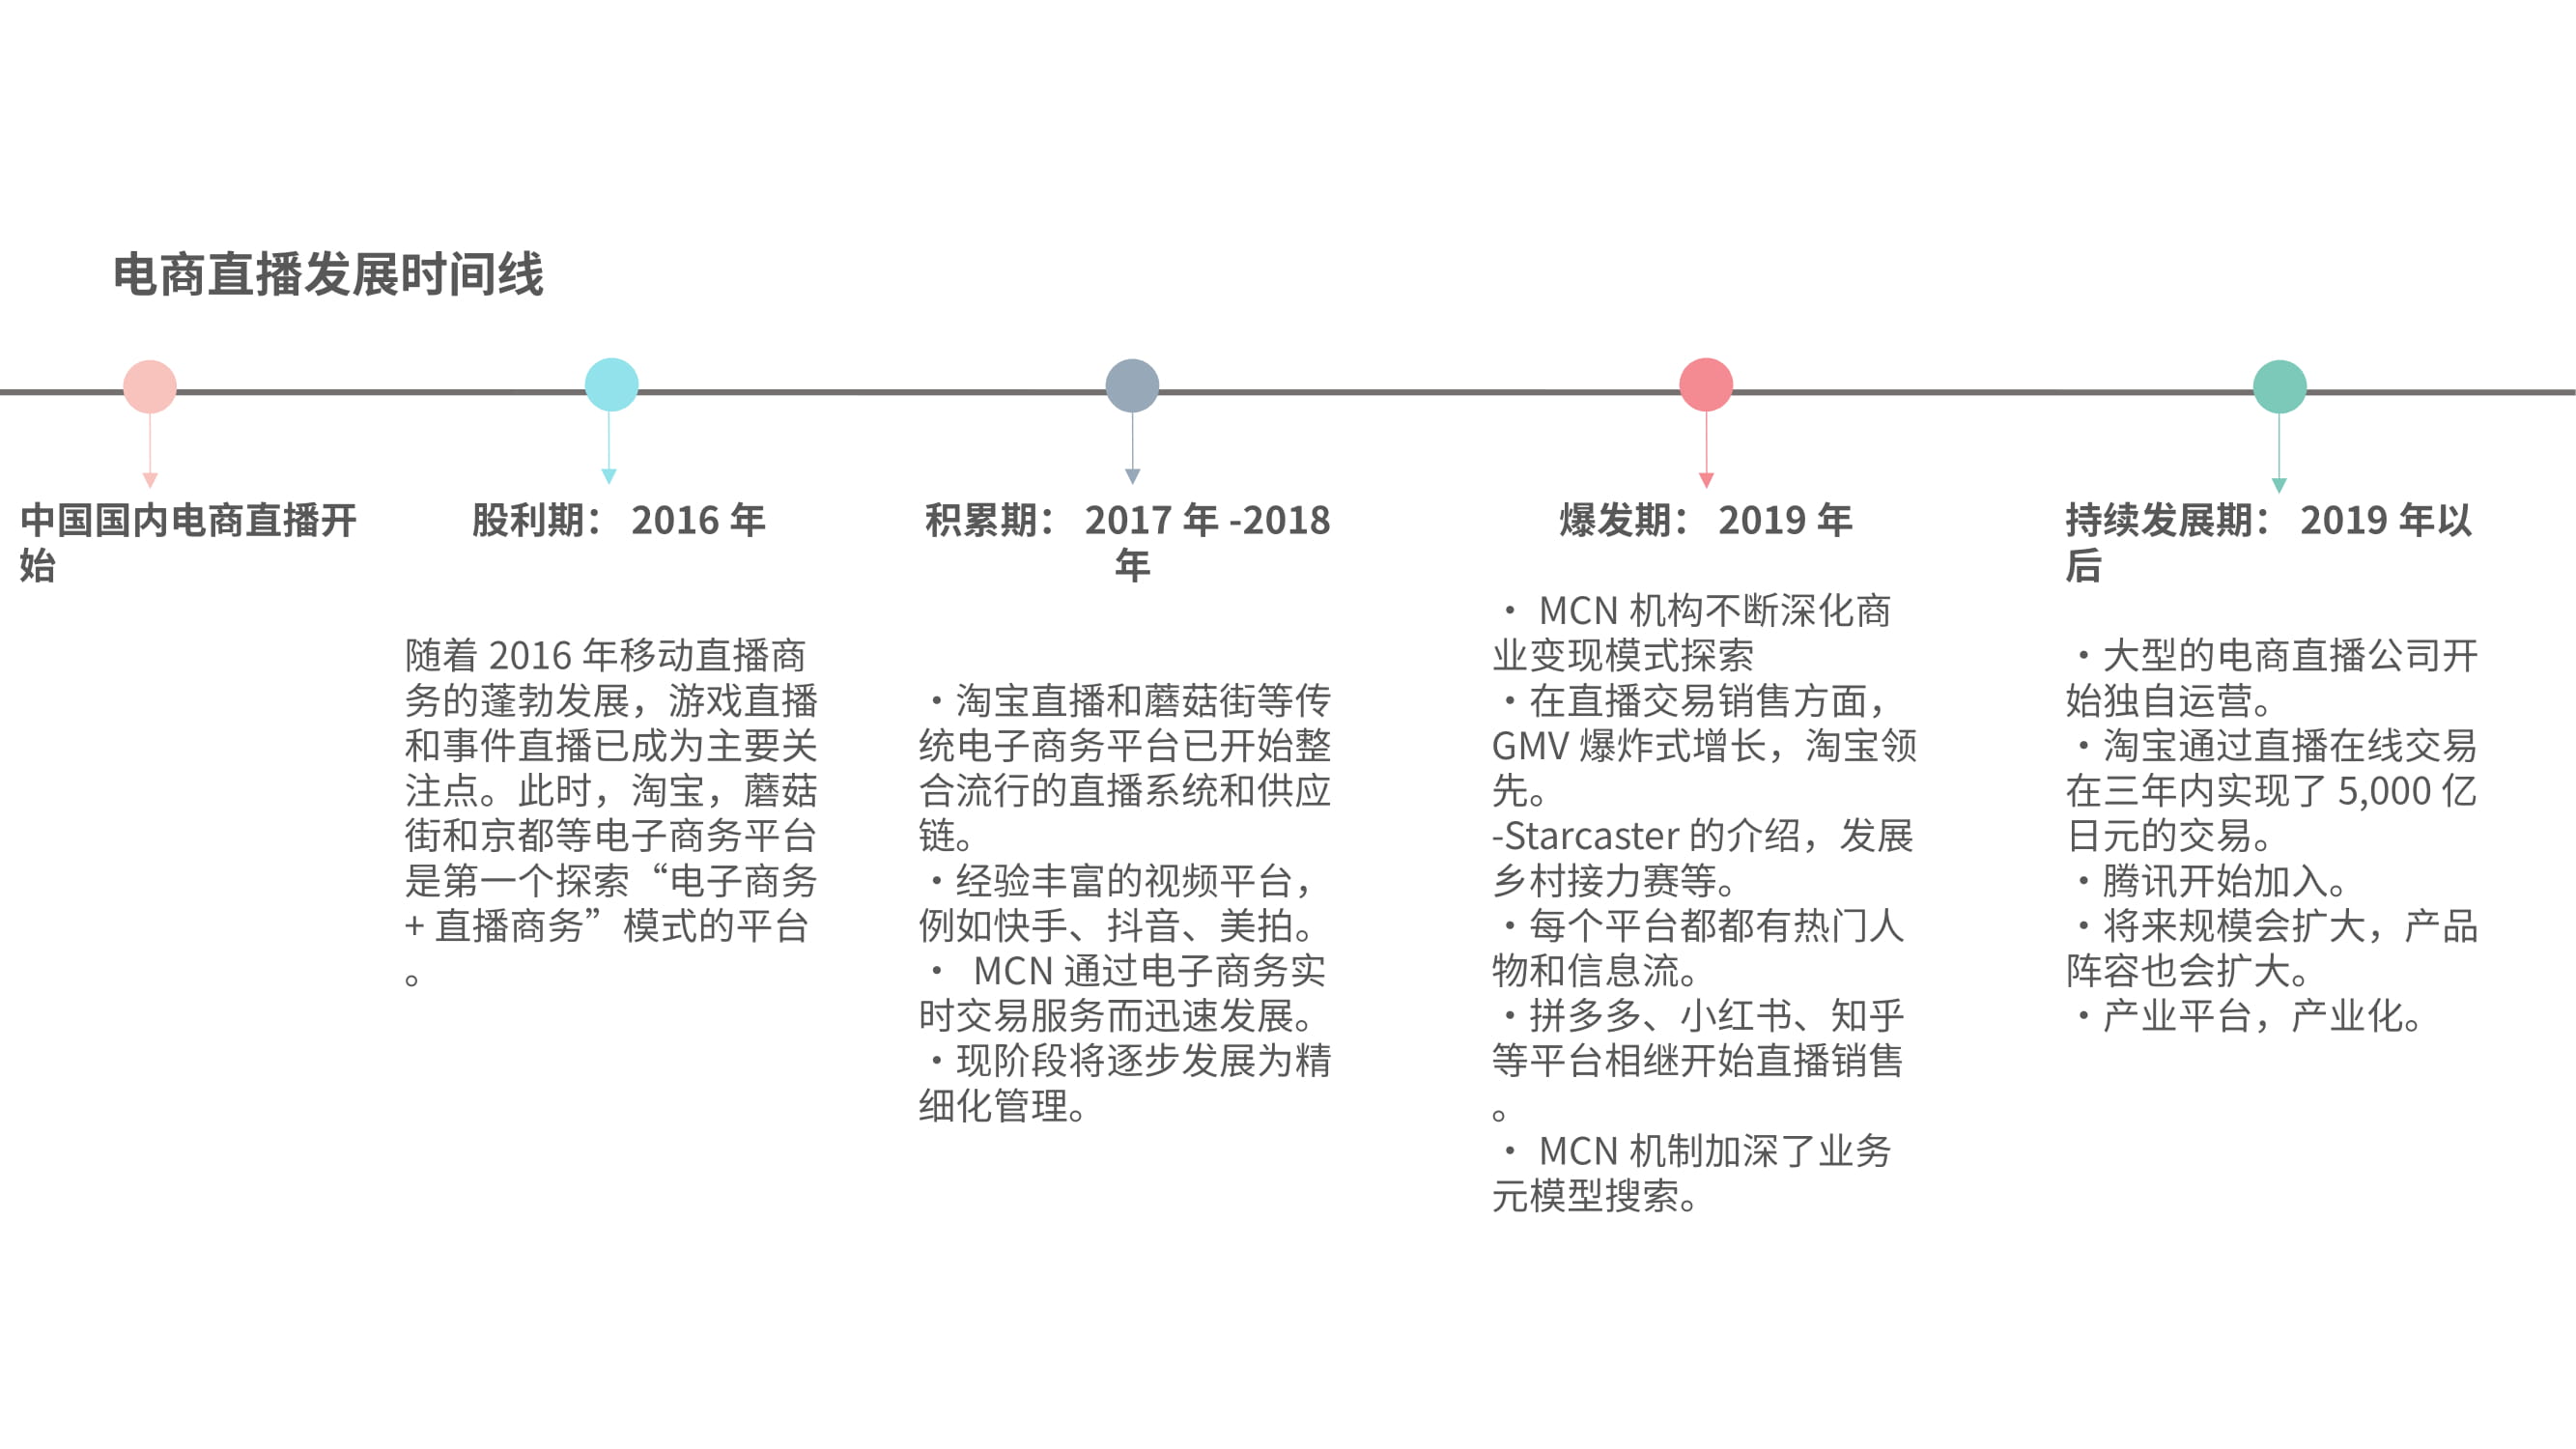 电商直播发展时间线
中国国内电商直播开
始
股利期： 2016 年
随着 2016 年移动直播商
务的蓬勃发展，游戏直播
和事件直播已成为主要关
注点。此时，淘宝，蘑菇
街和京都等电子商务平台
是第一个探索“电子商务
+ 直播商务”模式的平台
。
积累期： 2017 年 -2018
年
・淘宝直播和蘑菇街等传
统电子商务平台已开始整
合流行的直播系统和供应
链。
・经验丰富的视频平台，
例如快手、抖音、美拍。
・ MCN 通过电子商务实
时交易服务而迅速发展。
・现阶段将逐步发展为精
细化管理。
爆发期： 2019 年
・ MCN 机构不断深化商
业变现模式探索
・在直播交易销售方面，
GMV 爆炸式增长，淘宝领
先。
-Starcaster 的介绍，发展
乡村接力赛等。
・每个平台都都有热门人
物和信息流。
・拼多多、小红书、知乎
等平台相继开始直播销售
。
・ MCN 机制加深了业务
元模型搜索。
持续发展期： 2019 年以
后
・大型的电商直播公司开
始独自运营。
・淘宝通过直播在线交易
在三年内实现了 5,000 亿
日元的交易。
・腾讯开始加入。
・将来规模会扩大，产品
阵容也会扩大。
・产业平台，产业化。